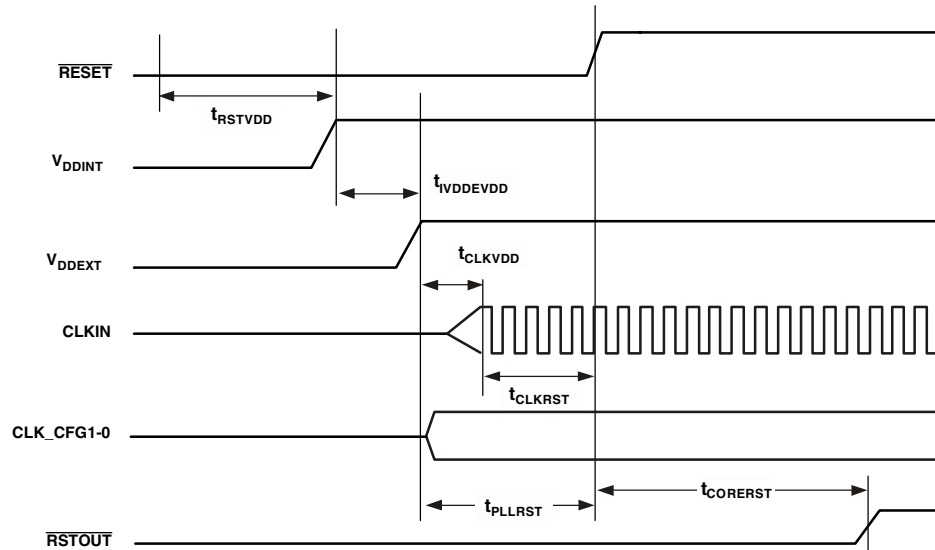 RESET
tRSTVDD
VDDINT
tIVDDEVDD
VDDEXT
tCLKVDD
CLKIN
tCLKRST
CLK_CFG1-0
tPLLRST
tCORERST
RSTOUT